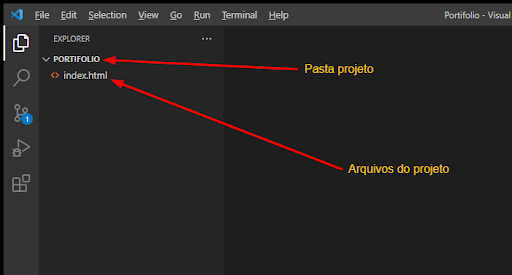 File Edit Selection View Go Run Terminal Help Portifolio - Visual
EXPLORER ...
PORTIFOLIO
Pasta projeto
<> index.html
1
Arquivos do projeto